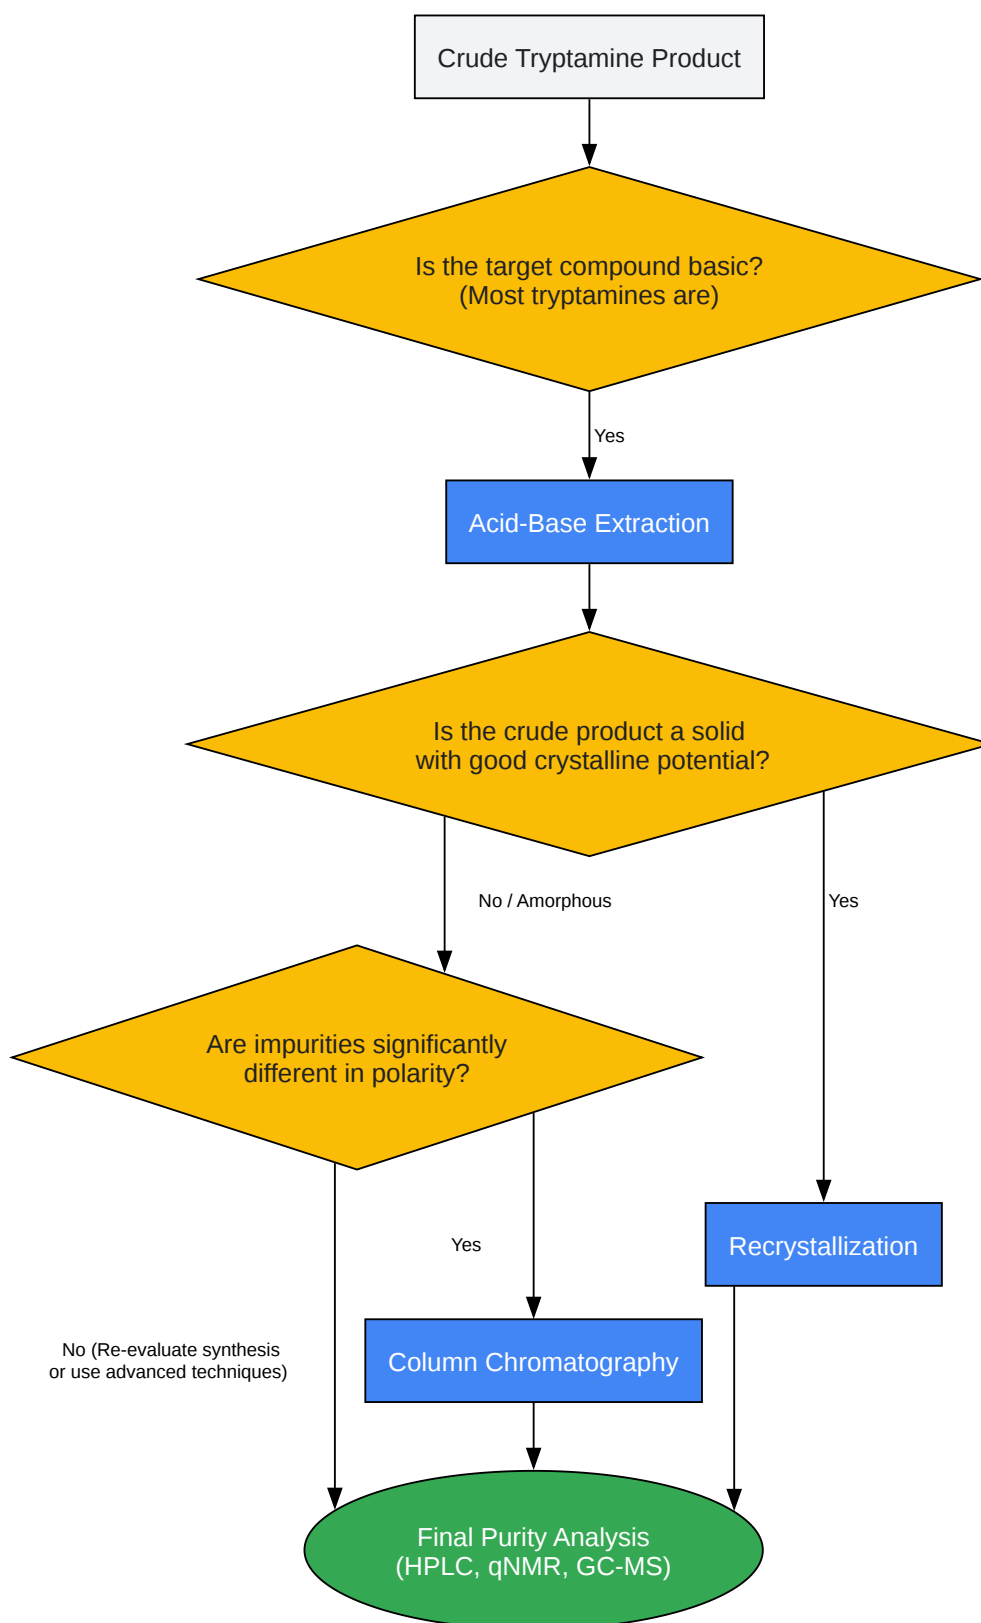 Crude Tryptamine Product
Is the target compound basic?
(Most tryptamines are)
Yes
Acid-Base Extraction
Is the crude product a solid
with good crystalline potential?
No / Amorphous
Yes
Are impurities significantly
different in polarity?
Yes
Recrystallization
No (Re-evaluate synthesis
or use advanced techniques)
Column Chromatography
Final Purity Analysis
(HPLC, qNMR, GC-MS)